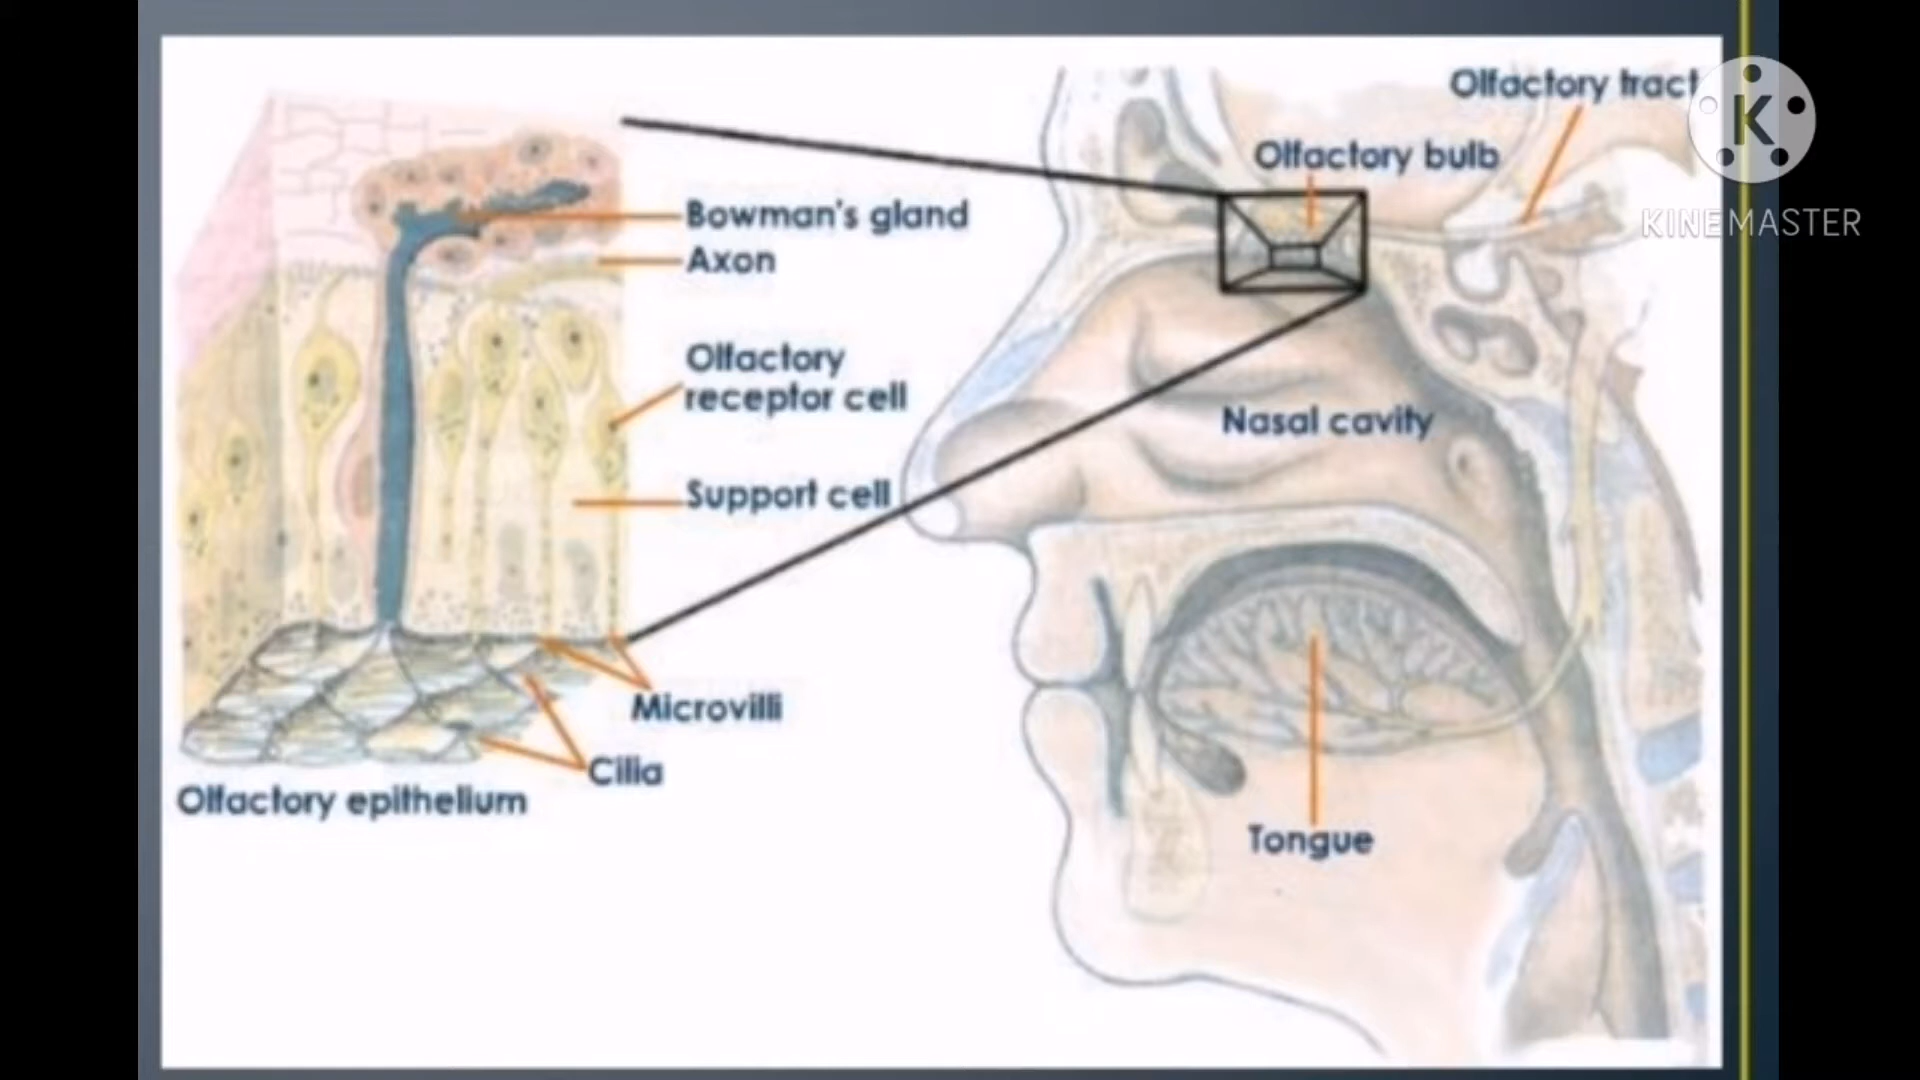 Olfactory tract
Olfactory bulb
Bowman's gland
Axon
Olfactory
receptor cell
Support cell
Nasal cavity
Microvilli
Cilia
Olfactory epithelium
Tongue
K
KINEMASTER